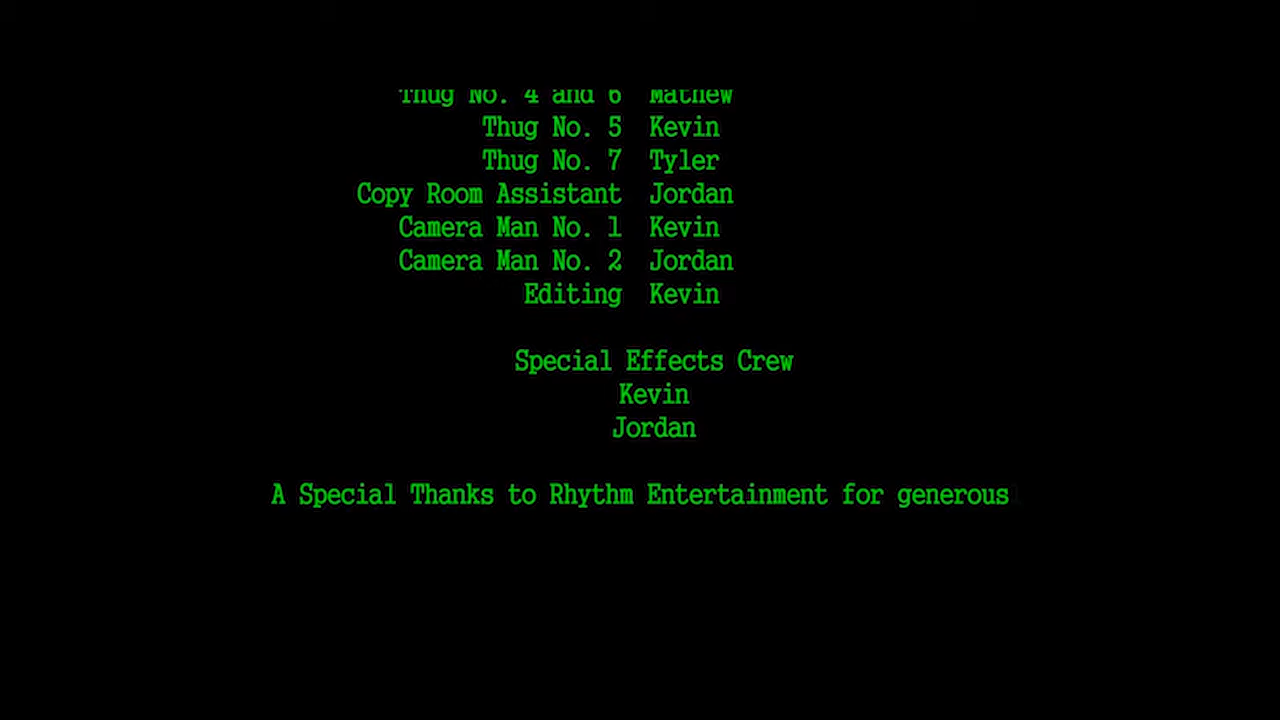 Thug No. 4 and 6 Mathew
Thug No. 5 Kevin
Thug No. 7 Tyler
Copy Room Assistant Jordan
Camera Man No. 1 Kevin
Camera Man No. 2 Jordan
Editing Kevin
Special Effects Crew
Kevin
Jordan
A Special Thanks to Rhythm Entertainment for generous